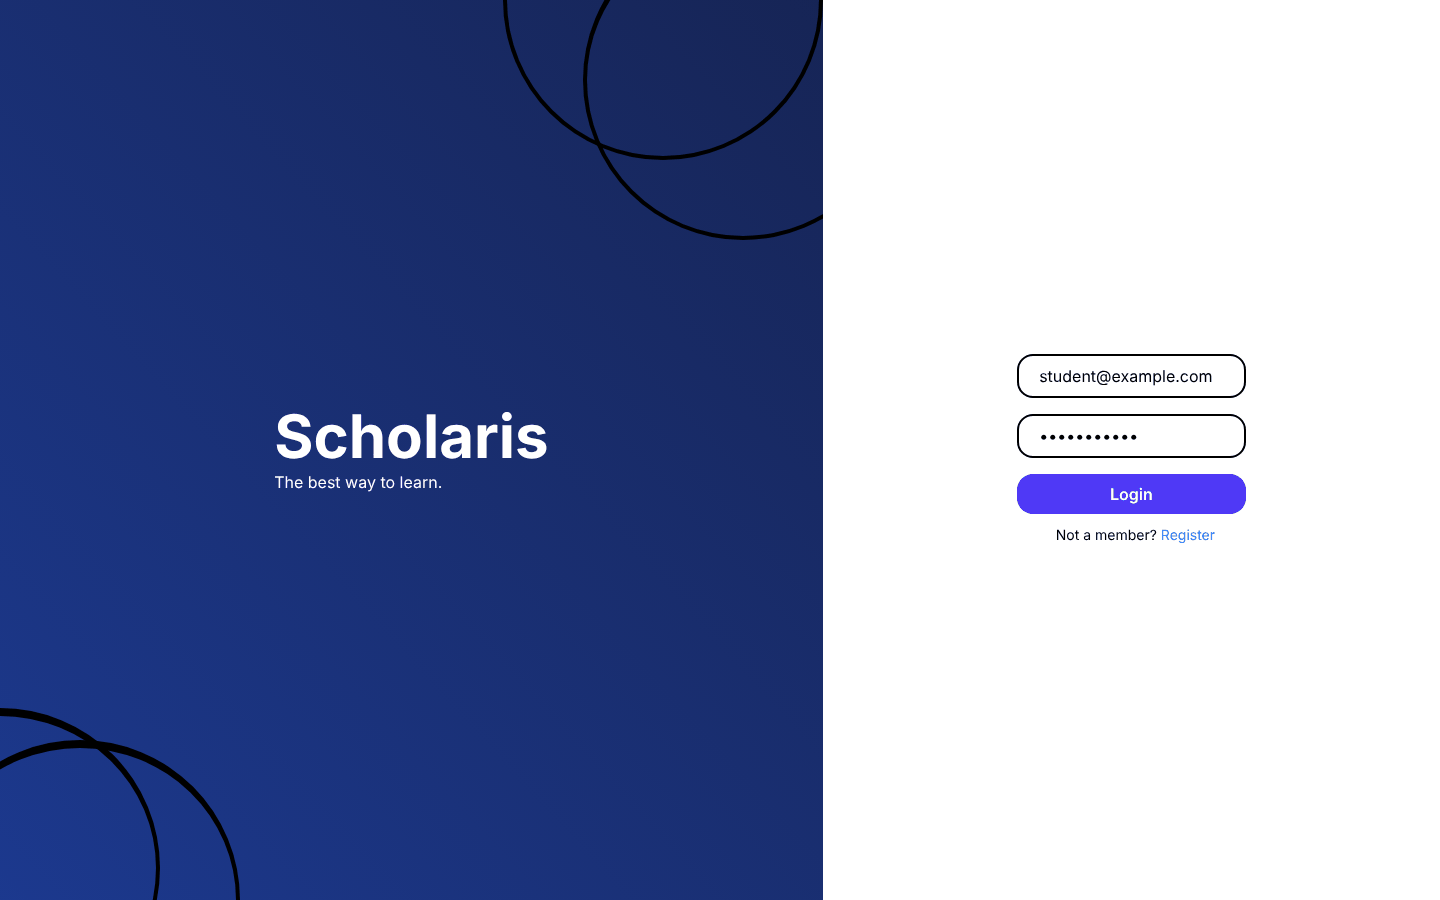 Scholaris
The best way to learn.
student@example.com
•••••••••••
Login
Not a member? Register